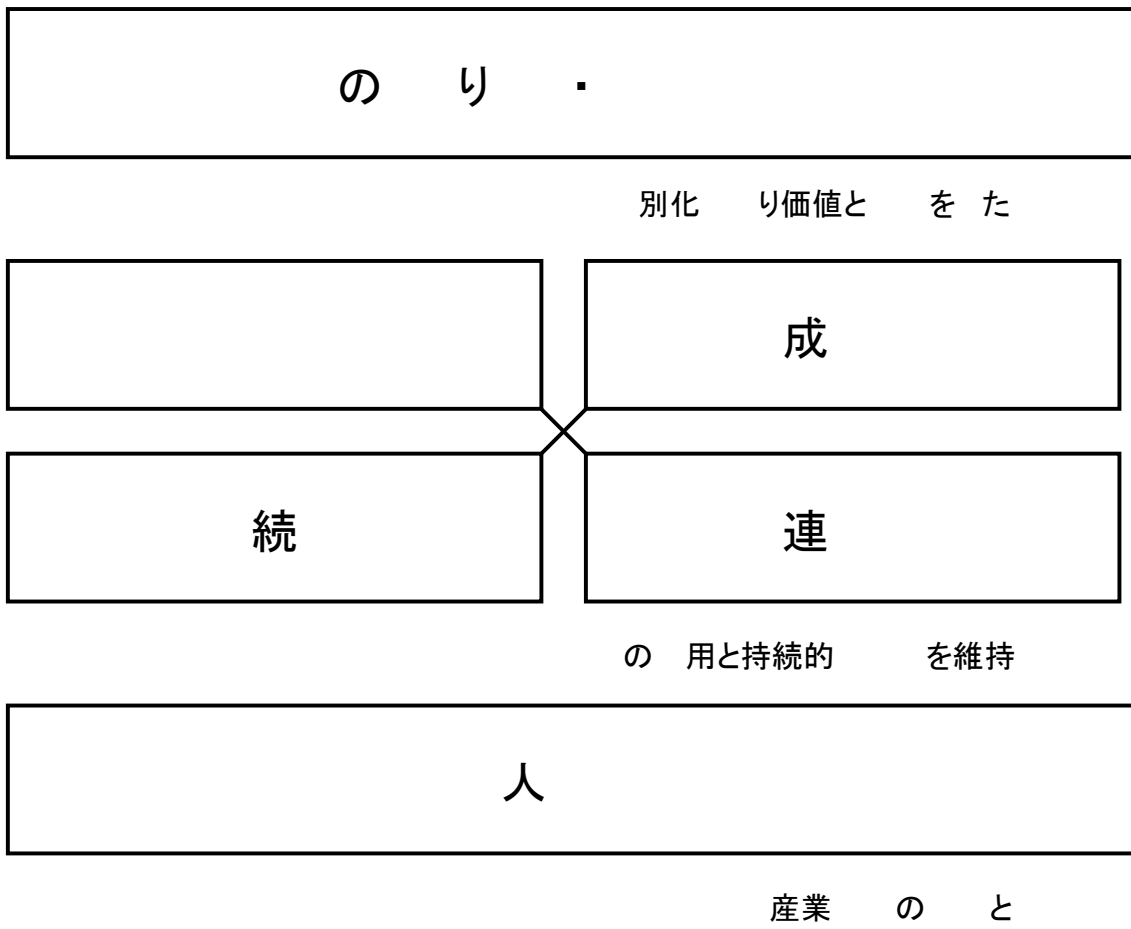 のり・
別化 り価値と を た
成
続 連
の 用と持続的 を維持
人
産業 の と